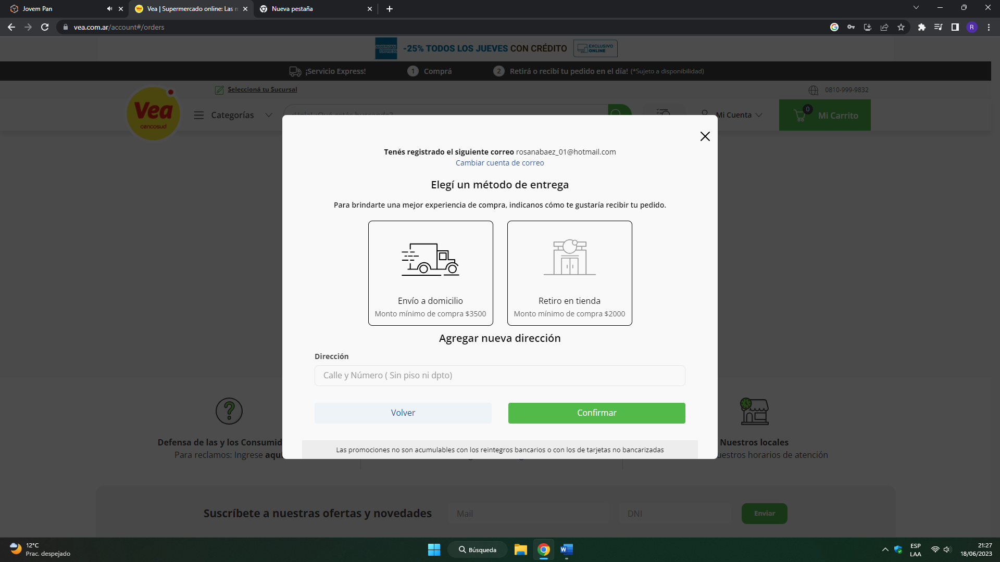 Jovem Pan
Vea | Supermercado online: Las m
Nueva pestaña
vea.com.ar/account#/orders
R
AMERICAN EXPRESS
-25% TODOS LOS JUEVES CON CRÉDITO
EXCLUSIVO ONLINE
¡Servicio Express!
1 Comprá
2 Retirá o recibí tu pedido en el día! (*Sujeto a disponibilidad)
Seleccioná tu Sucursal
0810-999-9832
Vea
cencosud
Categorías
¡Hola! ¿Qué estás buscando?
Mi Cuenta
0
Mi Carrito
Tenés registrado el siguiente correo rosanabaez_01@hotmail.com
Cambiar cuenta de correo
Elegí un método de entrega
Para brindarte una mejor experiencia de compra, indicanos cómo te gustaría recibir tu pedido.
Envío a domicilio
Monto mínimo de compra $3500
Retiro en tienda
Monto mínimo de compra $2000
Agregar nueva dirección
Dirección
Calle y Número ( Sin piso ni dpto)
Volver
Confirmar
Las promociones no son acumulables con los reintegros bancarios o con los de tarjetas no bancarizadas
Defensa de las y los Consumid
Para reclamos: Ingrese aquí
Nuestros locales
uestros horarios de atención
Suscríbete a nuestras ofertas y novedades
Mail
DNI
Enviar
12°C
Prac. despejado
Búsqueda
W
ESP
LAA
21:27
18/06/2023